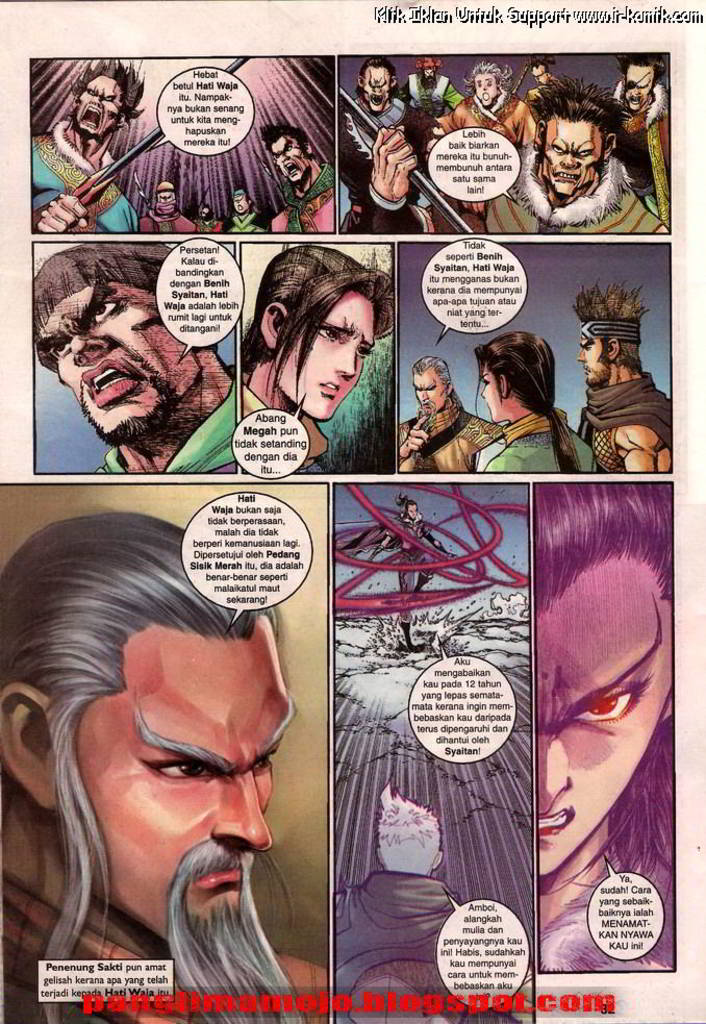 Klik Iklan Untuk Support www.ir-komik.com
Hebat
betul Hati Waja
itu. Nampak-
nya bukan senang
untuk kita meng-
hapuskan
mereka itu!
Lebih
baik biarkan
mereka itu bunuh-
membunuh antara
satu sama
lain!
Persetan!
Kalau di-
bandingkan
dengan Benih
Syaitan, Hati
Waja adalah lebih
rumit lagi untuk
ditangani!
Abang
Megah pun
tidak setanding
dengan dia
itu...
Tidak
seperti Benih
Syaitan, Hati Waja
itu mengganas bukan
kerana dia mempunyai
apa-apa tujuan atau
niat yang ter-
tentu...
Hati
Waja bukan saja
tidak berperasaan,
malah dia tidak
berperi kemanusiaan lagi.
Dipersetujui oleh Pedang
Sisik Merah itu, dia adalah
benar-benar seperti
malaikatul maut
sekarang!
Penenung Sakti pun amat
gelisah kerana apa yang telah
terjadi kepada Hati Waja itu.
Aku
mengabaikan
kau pada 12 tahun
yang lepas semata-
mata kerana ingin mem-
bebaskan kau daripada
terus dipengaruhi dan
dihantui oleh
Syaitan!
Amboi,
alangkah
mulia dan
penyayangnya kau
ini! Habis, sudahkah
kau mempunyai
cara untuk mem-
bebaskan aku
Ya,
sudah! Cara
yang sebaik-
baiknya ialah
MENAMAT-
KAN NYAWA
KAU ini!
panglimamojo.blogspot.com
32